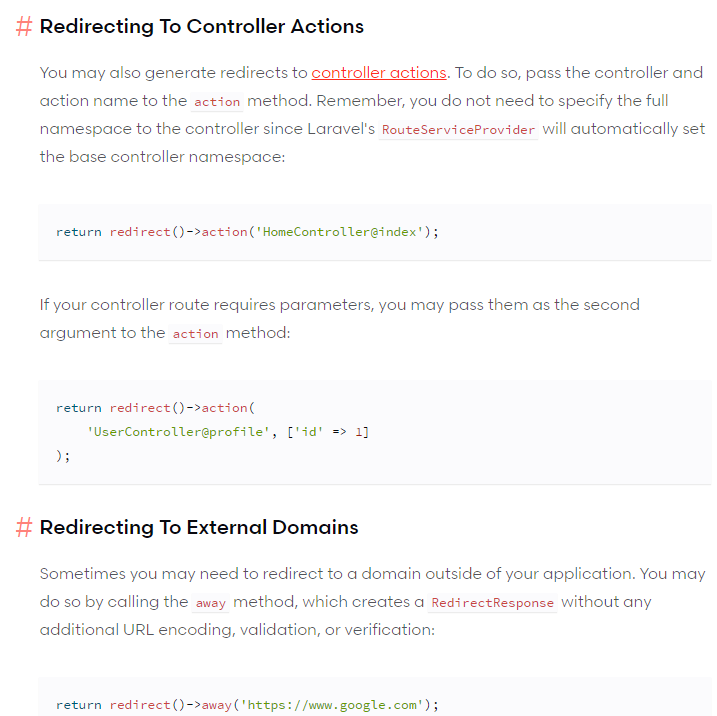 # Redirecting To Controller Actions
You may also generate redirects to controller actions. To do so, pass the controller and
action name to the action method. Remember, you do not need to specify the full
namespace to the controller since Laravel's RouteServiceProvider will automatically set
the base controller namespace:
return redirect()->action('HomeController@index');
If your controller route requires parameters, you may pass them as the second
argument to the action method:
return redirect()->action(
    'UserController@profile', ['id' => 1]
);
# Redirecting To External Domains
Sometimes you may need to redirect to a domain outside of your application. You may
do so by calling the away method, which creates a RedirectResponse without any
additional URL encoding, validation, or verification:
return redirect()->away('https://www.google.com');